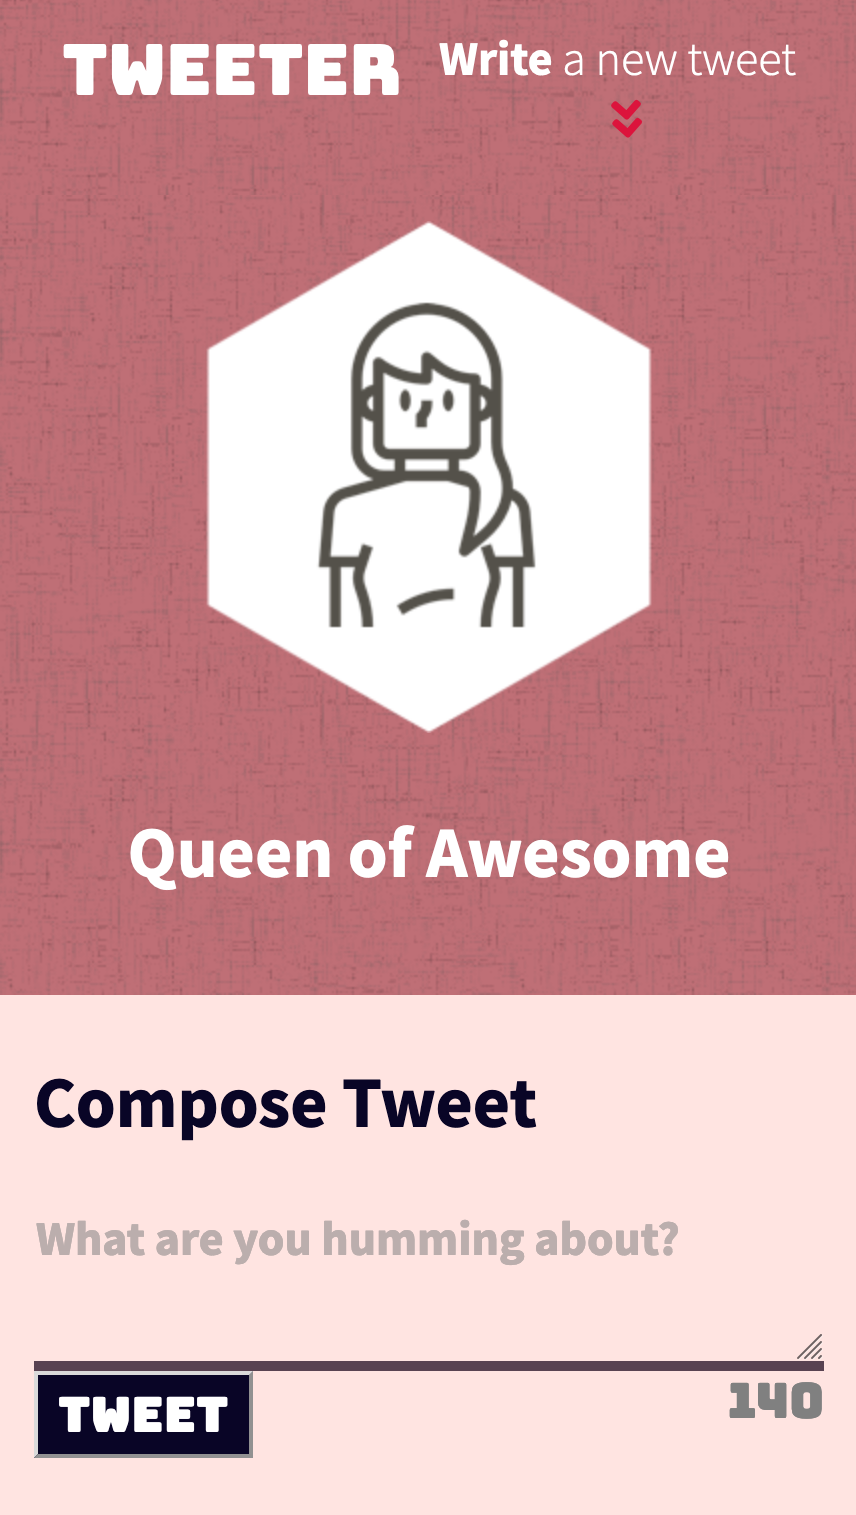 TWEETER
Write a new tweet
Queen of Awesome
Compose Tweet
What are you humming about?
TWEET
140